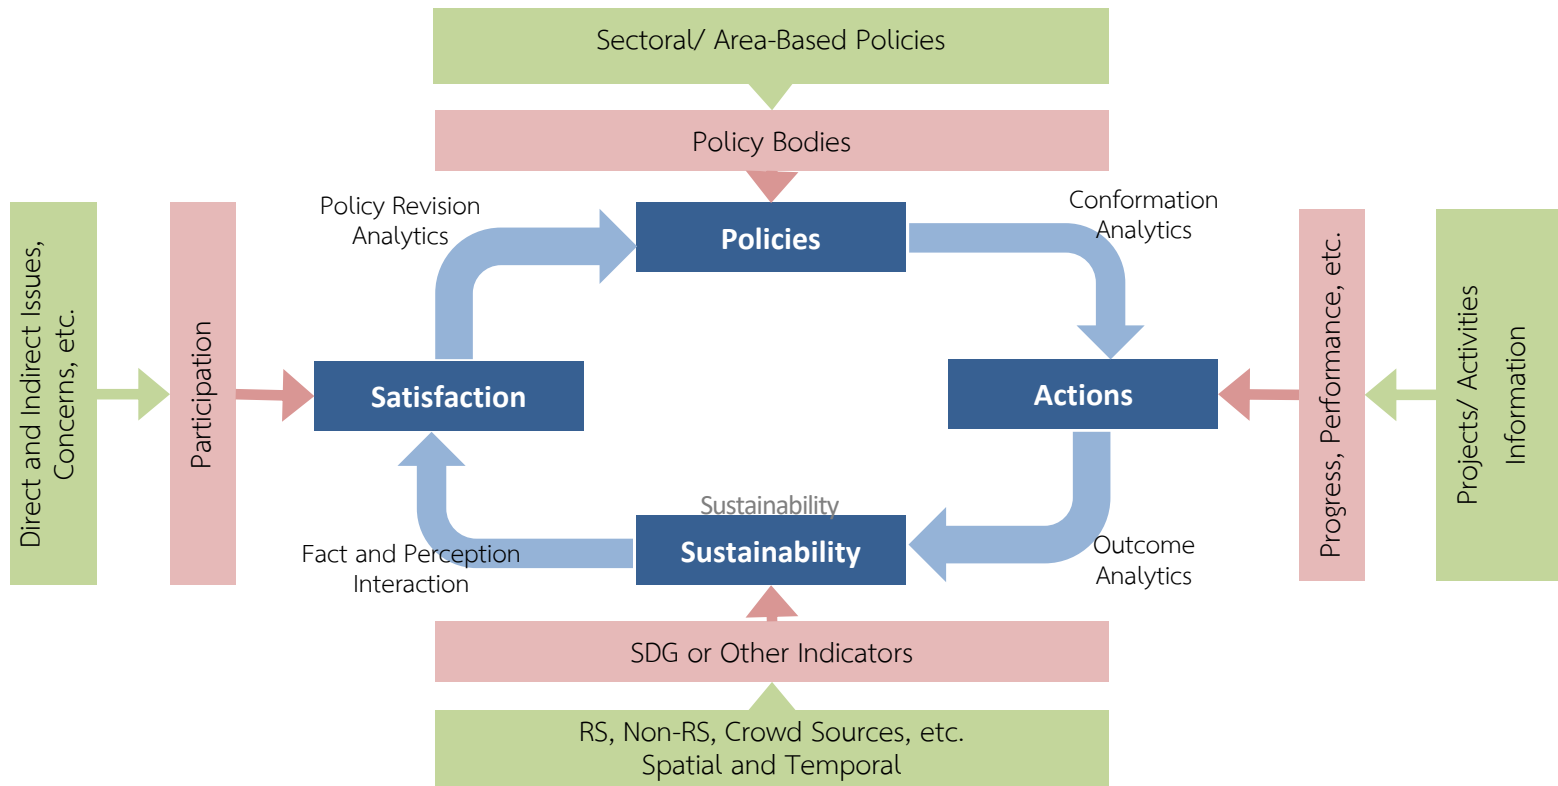 Sectoral/ Area-Based Policies
Policy Bodies
Policy Revision
Analytics
Policies
Conformation
Analytics
Direct and Indirect Issues,
Concerns, etc.
Participation
Satisfaction
Actions
Progress, Performance, etc.
Projects/ Activities
Information
Sustainability
Sustainability
Fact and Perception
Interaction
Outcome
Analytics
SDG or Other Indicators
RS, Non-RS, Crowd Sources, etc.
Spatial and Temporal